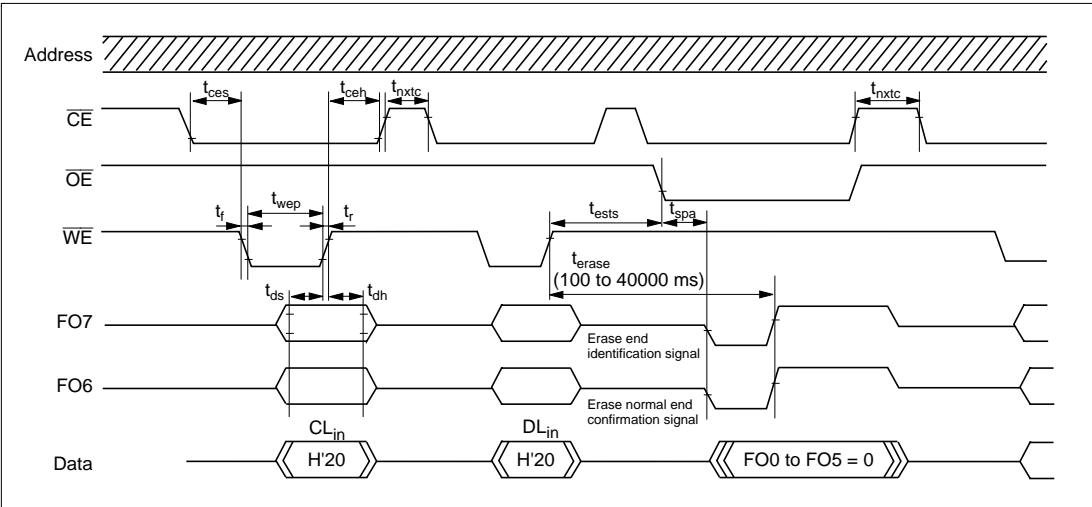 Address
t_ces t_ceh t_nxtc t_nxtc
CE
OE
t_wep t_ests t_spa
t_f t_r
WE
t_erase
(100 to 40000 ms)
t_ds t_dh
FO7
Erase end
identification signal
FO6
Erase normal end
confirmation signal
CL_in DL_in
Data H'20 H'20 FO0 to FO5 = 0